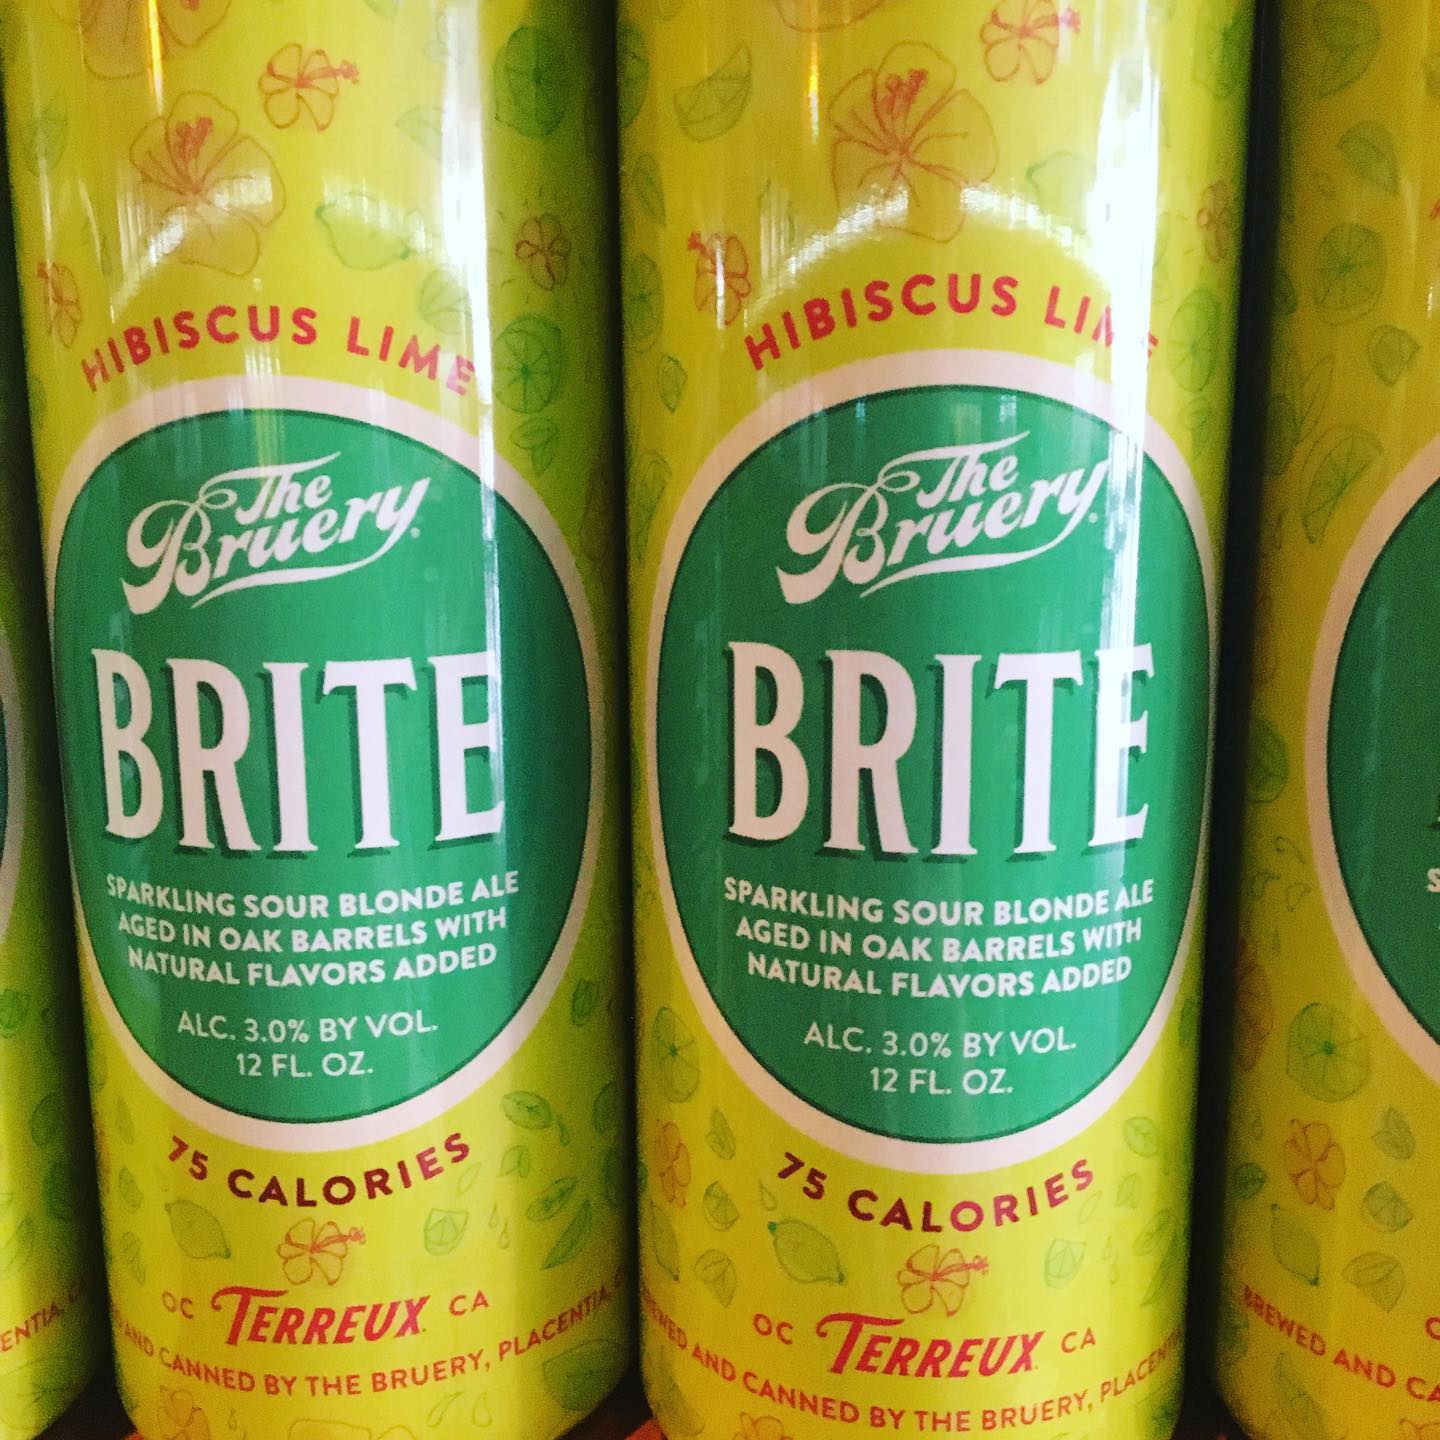 HIBISCUS LIME
The
Bruery
BRITE
SPARKLING SOUR BLONDE ALE
AGED IN OAK BARRELS WITH
NATURAL FLAVORS ADDED
ALC. 3.0% BY VOL.
12 FL. OZ.
75 CALORIES
OC TERREUX CA
AND CANNED BY THE BRUERY, PLACENTIA,
HIBISCUS LIME
The
Bruery
BRITE
SPARKLING SOUR BLONDE ALE
AGED IN OAK BARRELS WITH
NATURAL FLAVORS ADDED
ALC. 3.0% BY VOL.
12 FL. OZ.
75 CALORIES
OC TERREUX CA
BREWED AND CANNED BY THE BRUERY,
BREWED AND